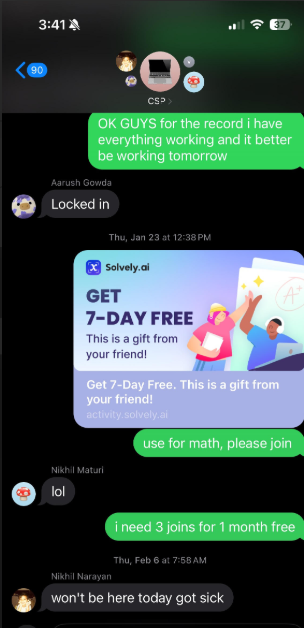 3:41
37
90
CSP
OK GUYS for the record i have
everything working and it better
be working tomorrow
Aarush Gowda
Locked in
Thu, Jan 23 at 12:38 PM
Solvely.ai
GET
7-DAY FREE
This is a gift from
your friend!
A+
Get 7-Day Free. This is a gift from
your friend!
activity.solvely.ai
use for math, please join
Nikhil Maturi
lol
i need 3 joins for 1 month free
Thu, Feb 6 at 7:58 AM
Nikhil Narayan
won't be here today got sick